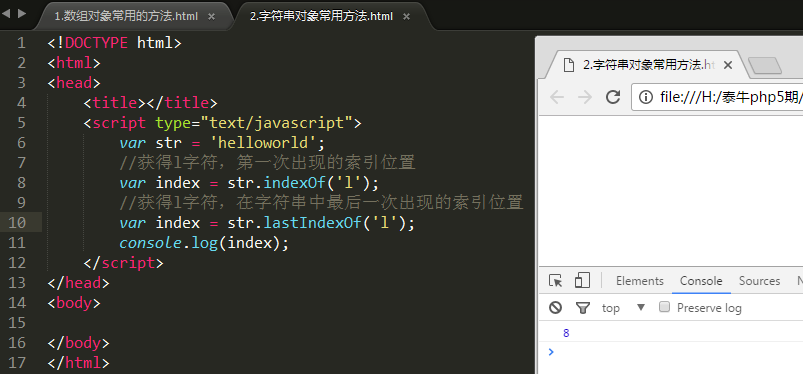 1.数组对象常用的方法.html ×
2.字符串对象常用方法.html ×
1 <!DOCTYPE html>
2 <html>
3 <head>
4 <title></title>
5 <script type="text/javascript">
6 var str = 'helloworld';
7 //获得l字符，第一次出现的索引位置
8 var index = str.indexOf('l');
9 //获得l字符，在字符串中最后一次出现的索引位置
10 var index = str.lastIndexOf('l');
11 console.log(index);
12 </script>
13 </head>
14 <body>
15
16 </body>
17 </html>
2.字符串对象常用方法.ht ×
file:///H:/泰牛php5期/
Elements Console Sources N
top ▼ Preserve log
8
>